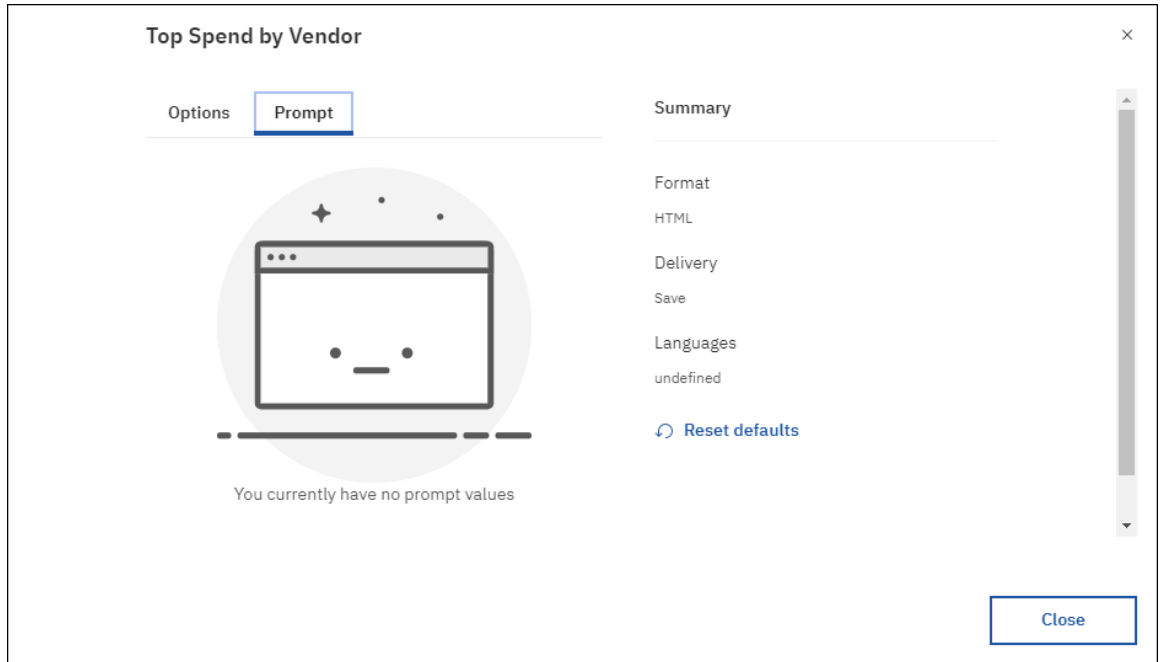 Top Spend by Vendor
Options
Prompt
You currently have no prompt values
Summary
Format
HTML
Delivery
Save
Languages
undefined
Reset defaults
Close